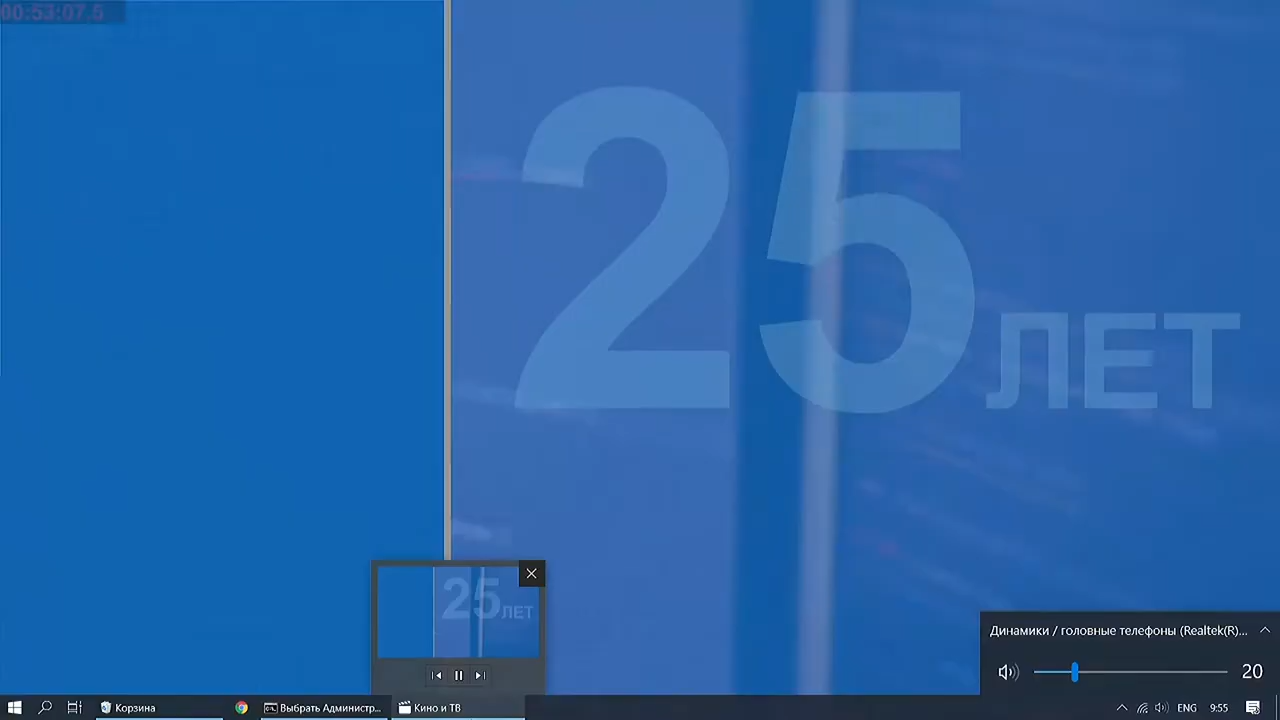 00:53:07.5
25 ЛЕТ
25 ЛЕТ
Динамики / головные телефоны (Realtek(R)...
20
Корзина
Выбрать Администр...
Кино и ТВ
ENG
9:55